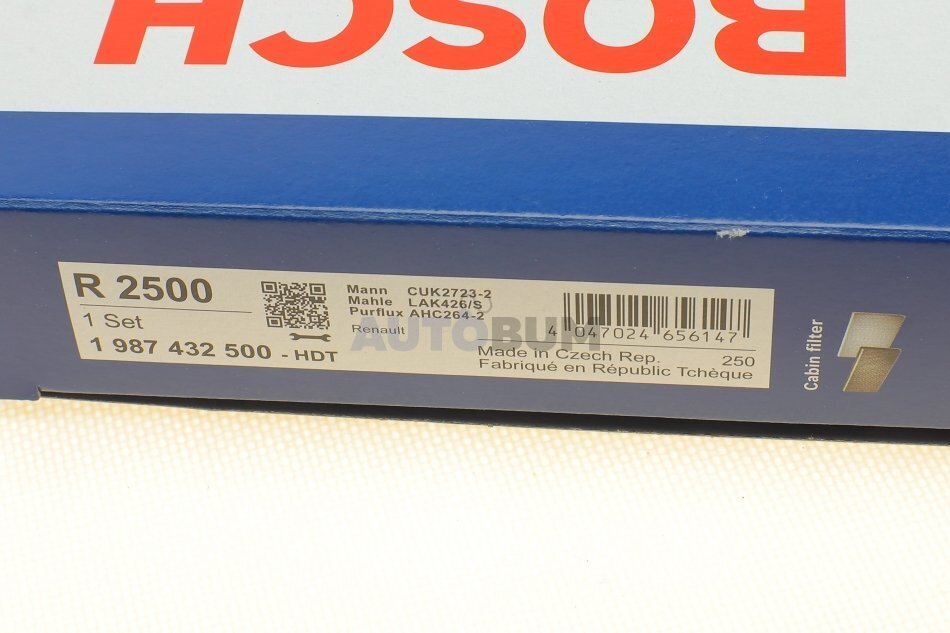 BOSCH
R 2500
1 Set
1 987 432 500 - HDT
Mann CUK2723-2
Mahle LAK426/S
Purflux AHC264-2
Renault
4 047024 656147
Made in Czech Rep. 250
Fabriqué en Républic Tchèque
Cabin filter
AUTOBUM